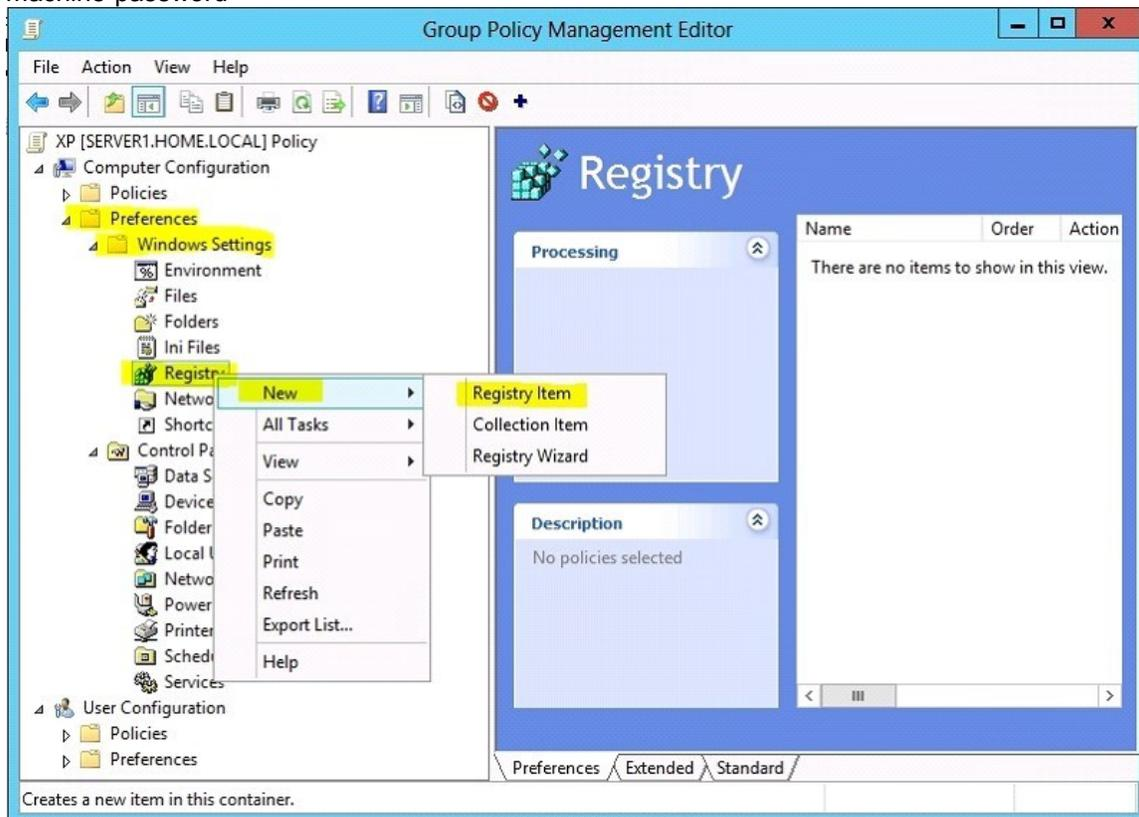 machine password
Group Policy Management Editor
File Action View Help
XP [SERVER1.HOME.LOCAL] Policy
Computer Configuration
Policies
Preferences
Windows Settings
Environment
Files
Folders
Ini Files
Registry
Netwo
Shortc
Control Pa
Data S
Device
Folder
Local U
Netwo
Power
Printer
Schedu
Services
User Configuration
Policies
Preferences
New
All Tasks
View
Copy
Paste
Print
Refresh
Export List...
Help
Registry Item
Collection Item
Registry Wizard
Registry
Processing
Description
No policies selected
Name Order Action
There are no items to show in this view.
Preferences Extended Standard
Creates a new item in this container.